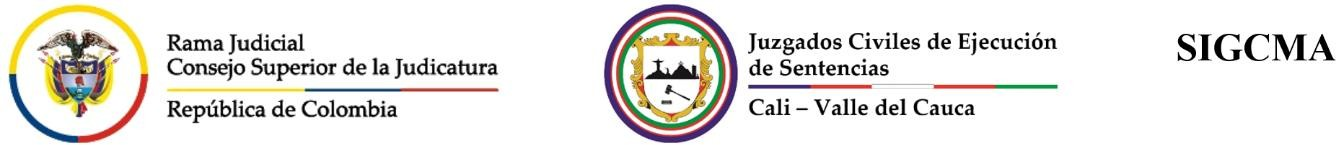 Rama Judicial
Consejo Superior de la Judicatura
República de Colombia
Juzgados Civiles de Ejecución
de Sentencias
Cali – Valle del Cauca
SIGCMA